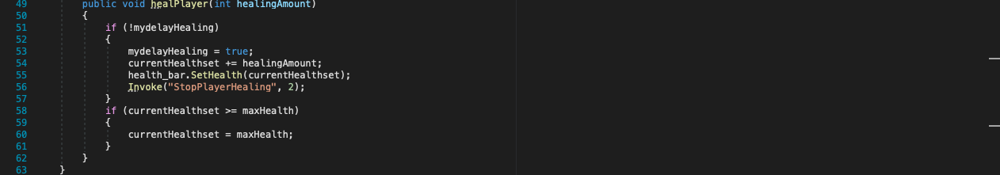 49 public void healPlayer(int healingAmount)
50 {
51 if (!mydelayHealing)
52 {
53 mydelayHealing = true;
54 currentHealthset += healingAmount;
55 health_bar.SetHealth(currentHealthset);
56 Invoke("StopPlayerHealing", 2);
57 }
58 if (currentHealthset >= maxHealth)
59 {
60 currentHealthset = maxHealth;
61 }
62 }
63 }